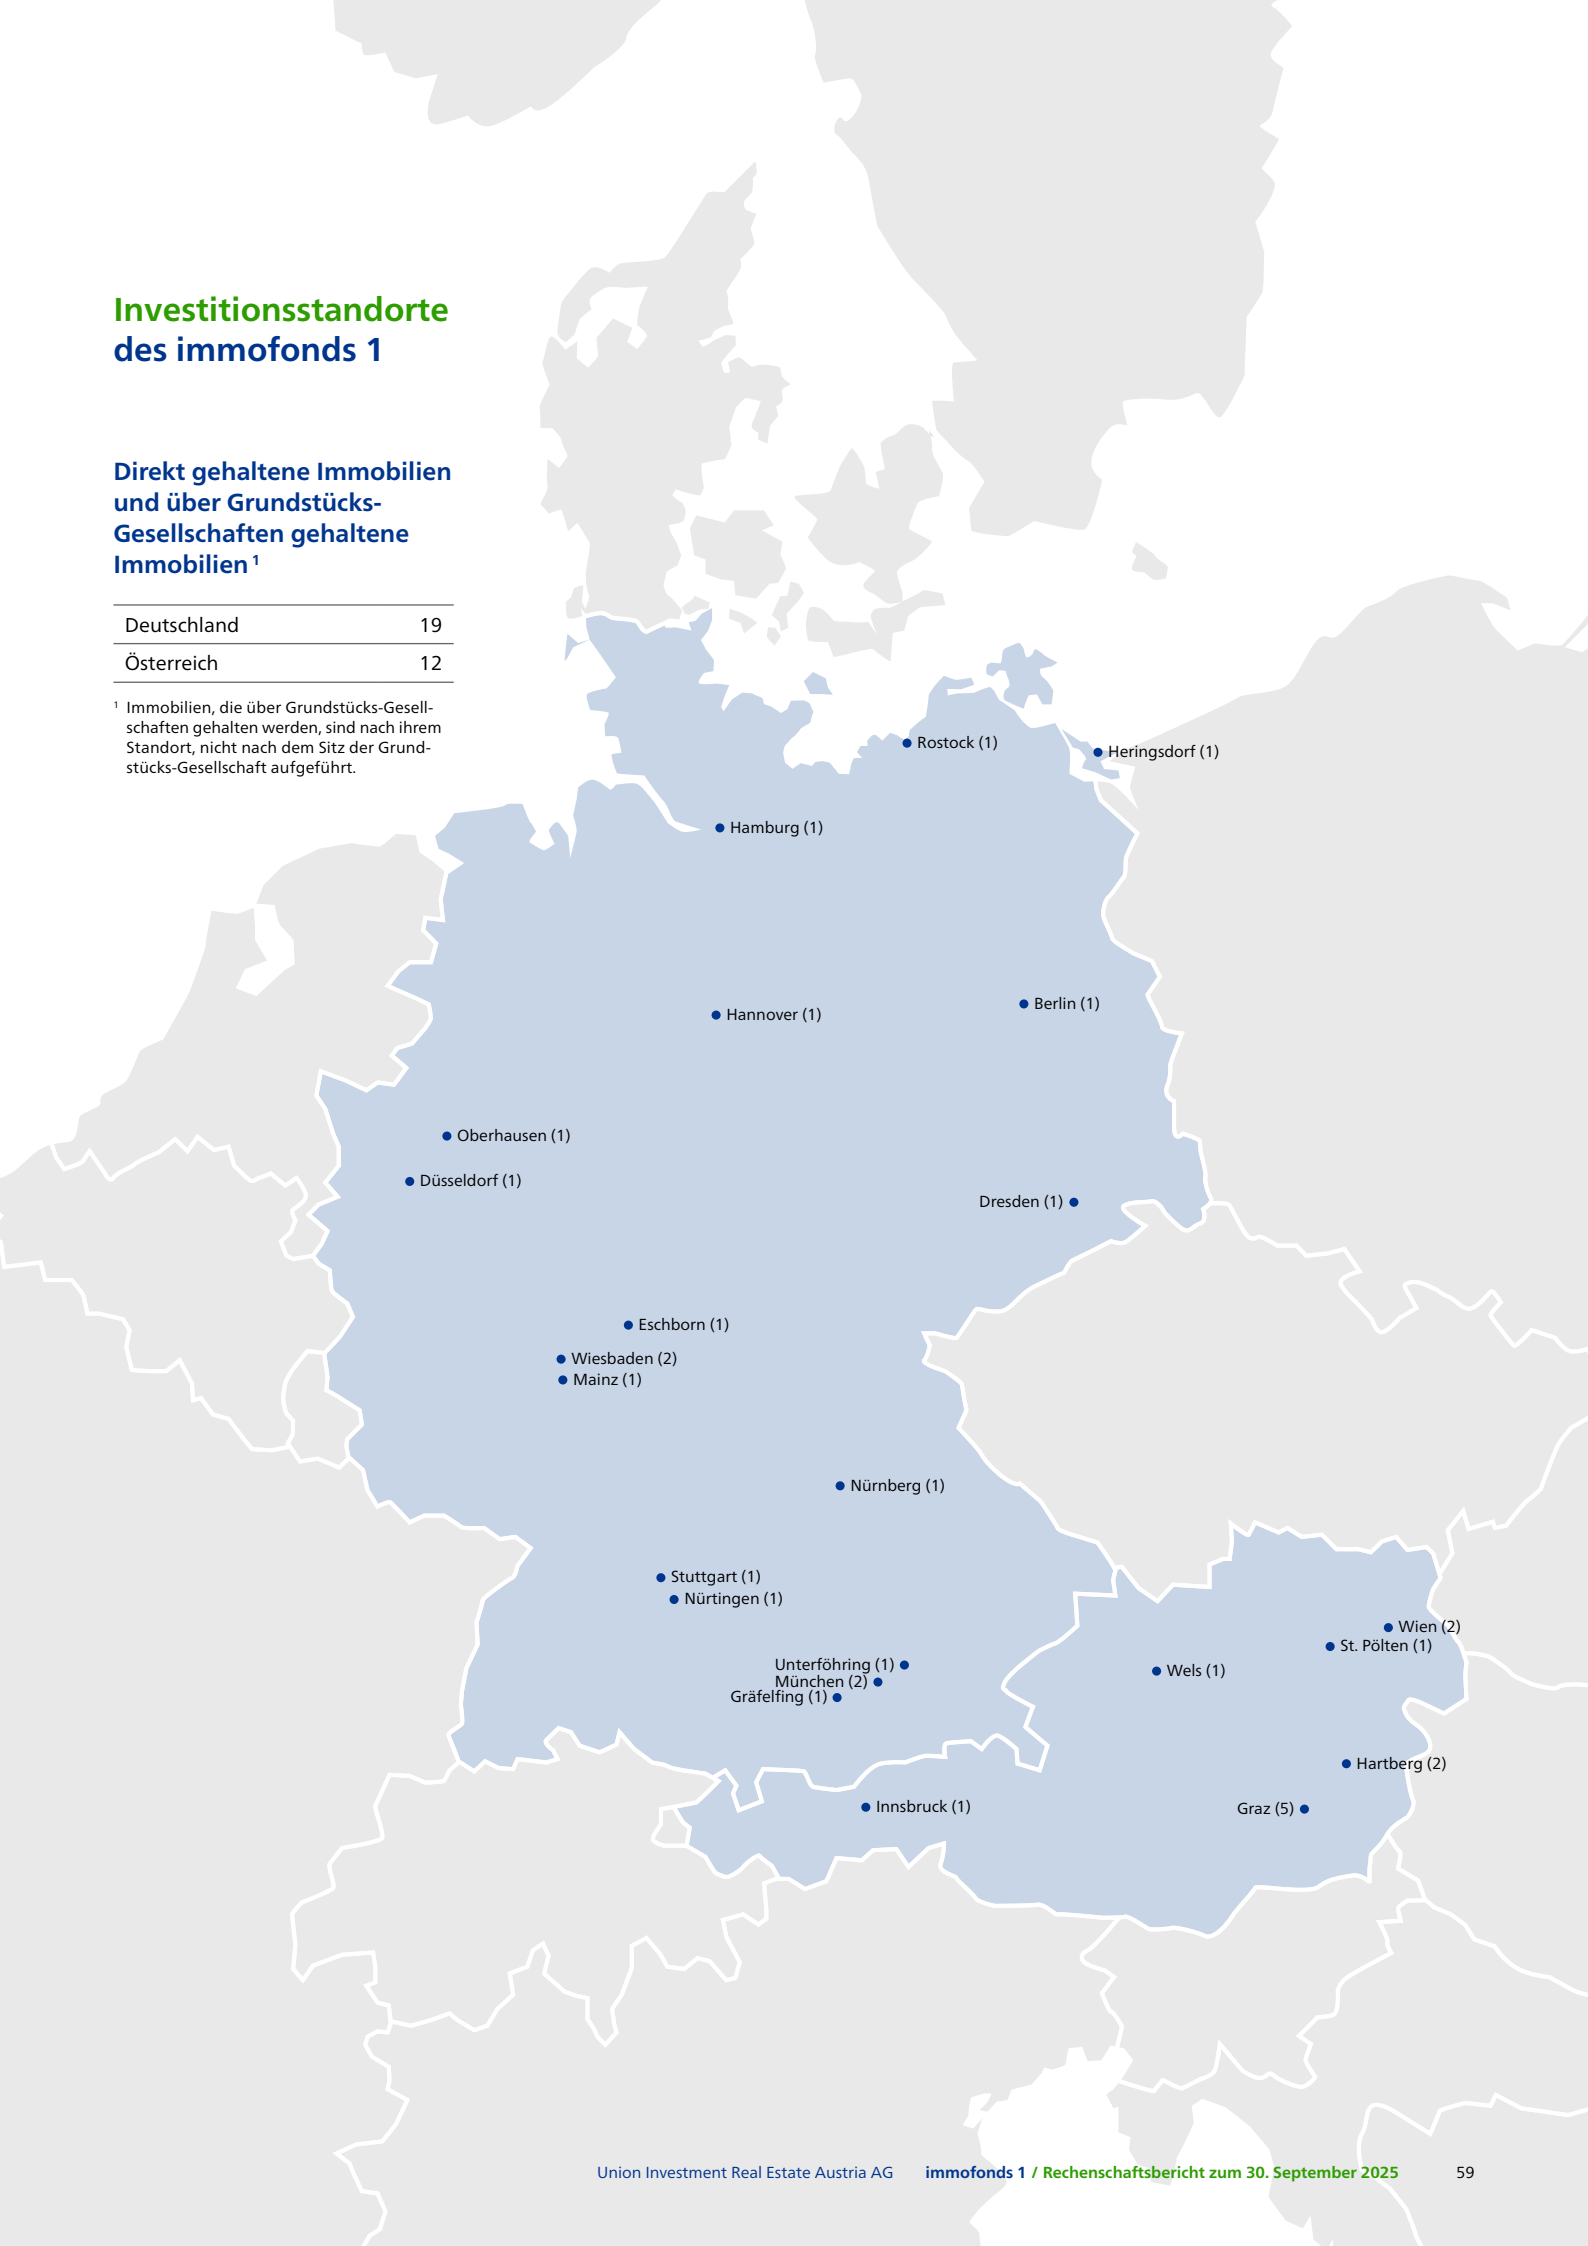 Investitionsstandorte
des immofonds 1
Direkt gehaltene Immobilien
und über Grundstücks-
Gesellschaften gehaltene
Immobilien ¹
Deutschland 19
Österreich 12
¹ Immobilien, die über Grundstücks-Gesell-
schaften gehalten werden, sind nach ihrem
Standort, nicht nach dem Sitz der Grund-
stücks-Gesellschaft aufgeführt.
Rostock (1)
Heringsdorf (1)
Hamburg (1)
Berlin (1)
Hannover (1)
Oberhausen (1)
Düsseldorf (1)
Dresden (1)
Eschborn (1)
Wiesbaden (2)
Mainz (1)
Nürnberg (1)
Stuttgart (1)
Nürtingen (1)
Wien (2)
St. Pölten (1)
Unterföhring (1)
Wels (1)
München (2)
Gräfelfing (1)
Hartberg (2)
Innsbruck (1)
Graz (5)
Union Investment Real Estate Austria AG immofonds 1 / Rechenschaftsbericht zum 30. September 2025 59